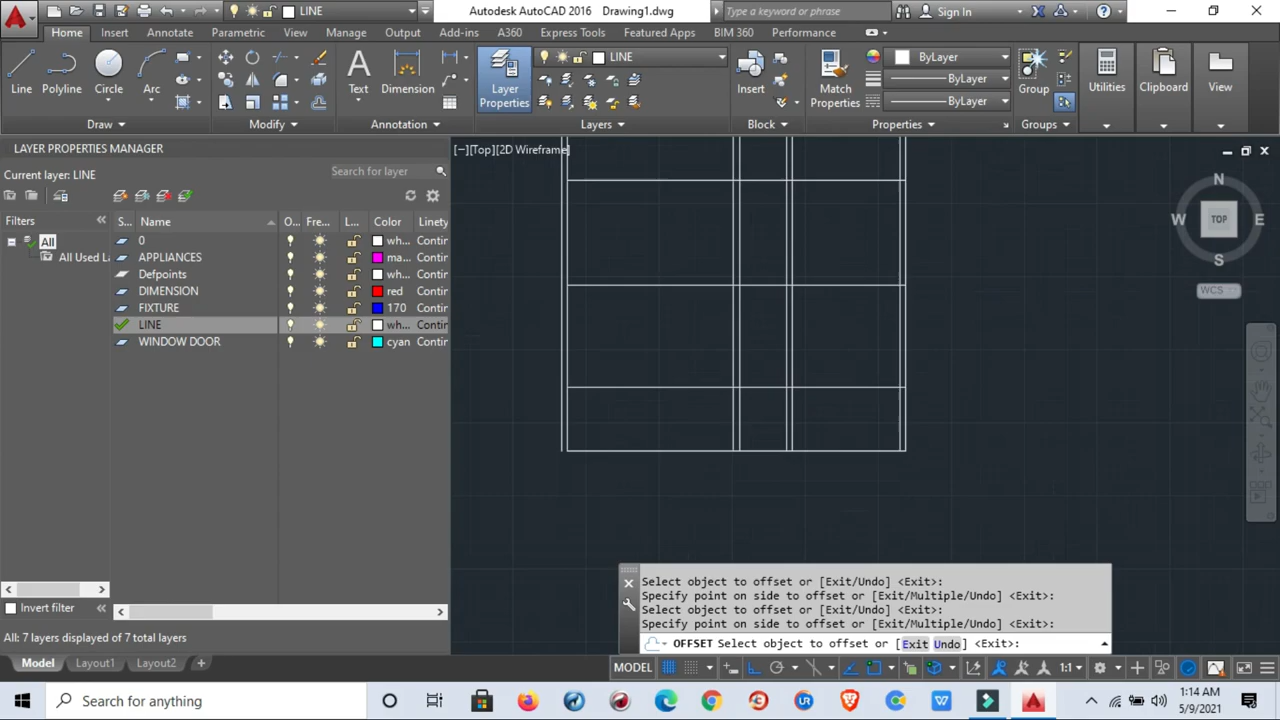 LINE
Autodesk AutoCAD 2016 Drawing1.dwg
Type a keyword or phrase
Sign In
Home Insert Annotate Parametric View Manage Output Add-ins A360 Express Tools Featured Apps BIM 360 Performance
LINE
ByLayer
Line Polyline Circle Arc
Text Dimension
Layer
Properties
Insert
Match
Properties
ByLayer
ByLayer
Group
Utilities Clipboard View
Draw Modify Annotation Layers Block Properties Groups
LAYER PROPERTIES MANAGER
[−][Top][2D Wireframe]
Current layer: LINE
Search for layer
Filters
S... Name O... Fre... L... Color Linety
All
All Used La
0 wh... Contin
APPLIANCES ma... Contin
Defpoints wh... Contin
DIMENSION red Contin
FIXTURE 170 Contin
LINE wh... Contin
WINDOW DOOR cyan Contin
N
W TOP E
S
WCS
Invert filter
All: 7 layers displayed of 7 total layers
Select object to offset or [Exit/Undo] <Exit>:
Specify point on side to offset or [Exit/Multiple/Undo] <Exit>:
Select object to offset or [Exit/Undo] <Exit>:
Specify point on side to offset or [Exit/Multiple/Undo] <Exit>:
OFFSET Select object to offset or [Exit Undo] <Exit>:
Model Layout1 Layout2 +
MODEL 1:1
Search for anything
1:14 AM
5/9/2021